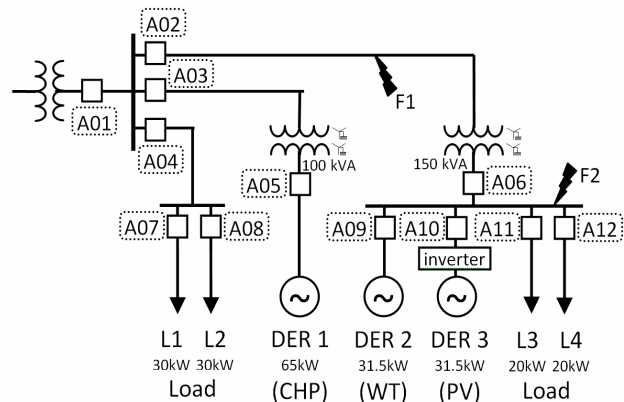 A02
A03
A01
A04
F1
100 kVA
150 kVA
A05
A06
F2
A07
A08
A09
A10
A11
A12
inverter
~
~
~
L1 L2 DER 1 DER 2 DER 3 L3 L4
30kW 30kW 65kW 31.5kW 31.5kW 20kW 20kW
Load (CHP) (WT) (PV) Load